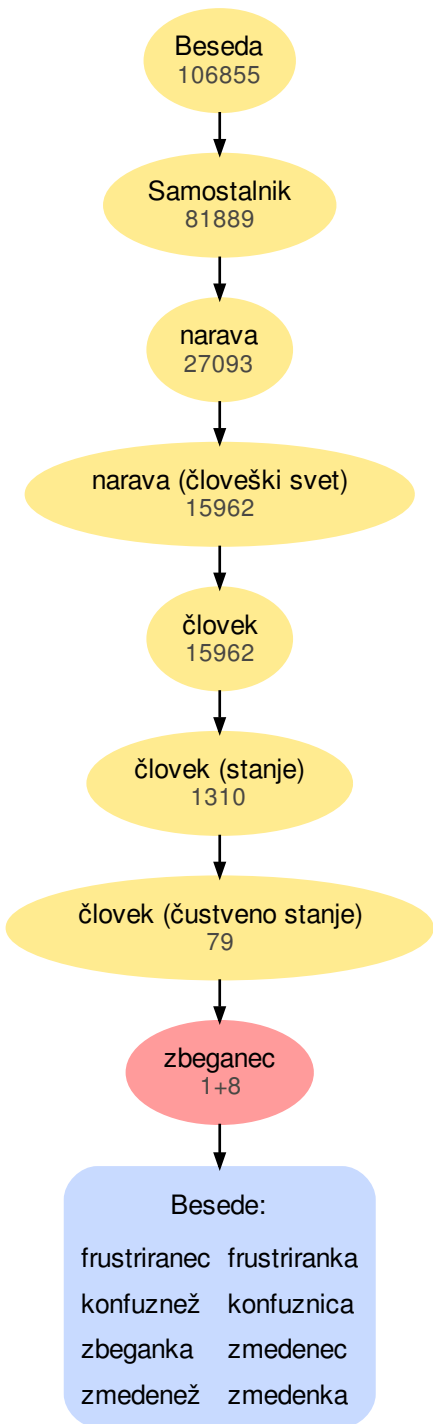 Beseda
106855
Samostalnik
81889
narava
27093
narava (človeški svet)
15962
človek
15962
človek (stanje)
1310
človek (čustveno stanje)
79
zbeganec
1+8
Besede:
frustriranec frustriranka
konfuznež konfuznica
zbeganka zmedenec
zmedenež zmedenka